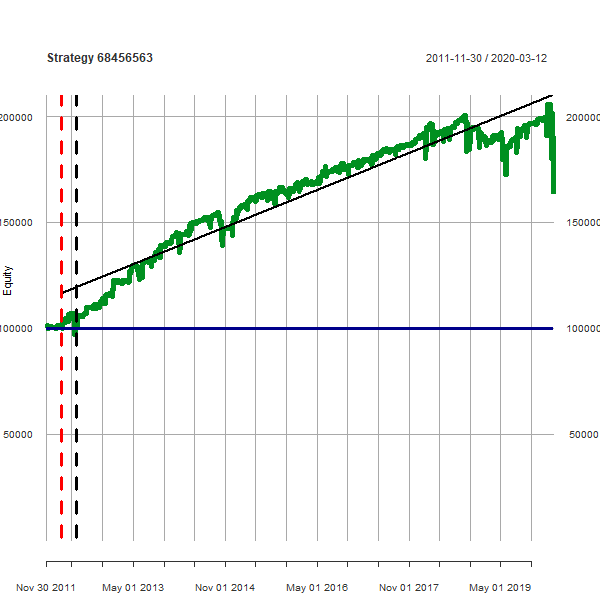 Strategy 68456563
2011-11-30 / 2020-03-12
200000 200000
150000 150000
Equity
100000 100000
50000 50000
Nov 30 2011 May 01 2013 Nov 01 2014 May 01 2016 Nov 01 2017 May 01 2019